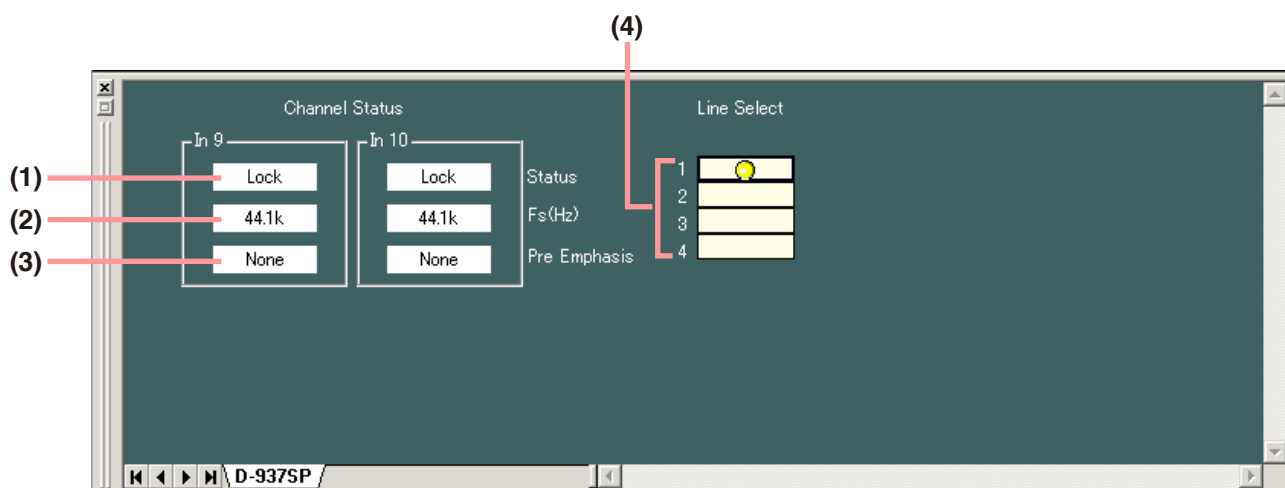 (4)
Channel Status
Line Select
In 9
In 10
(1)
Lock
Lock
Status
1
2
(2)
44.1k
44.1k
Fs(Hz)
3
(3)
None
None
Pre Emphasis
4
D-937SP